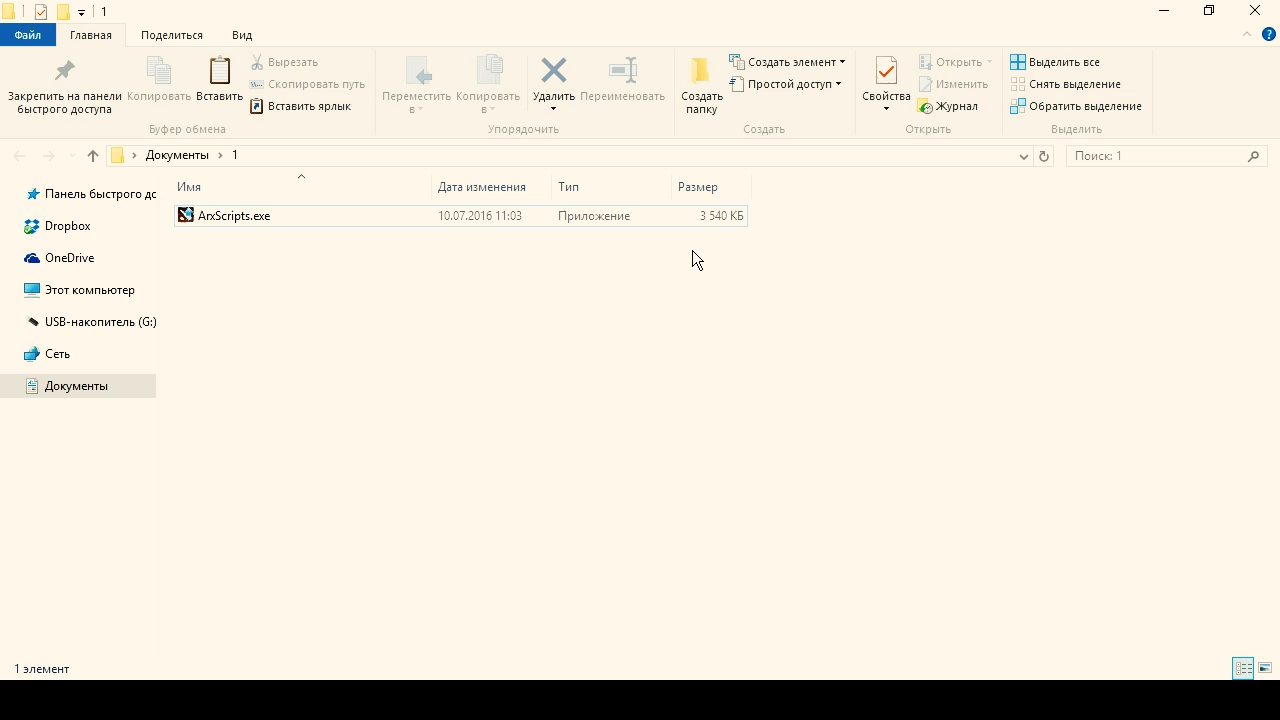 1
Файл Главная Поделиться Вид
Закрепить на панели
быстрого доступа
Копировать
Вставить
Вырезать
Скопировать путь
Вставить ярлык
Буфер обмена
Переместить
в
Копировать
в
Удалить
Переименовать
Упорядочить
Создать
папку
Создать элемент
Простой доступ
Создать
Свойства
Открыть
Изменить
Журнал
Открыть
Выделить все
Снять выделение
Обратить выделение
Выделить
Документы 1
Поиск: 1
Панель быстрого дс
Dropbox
OneDrive
Этот компьютер
USB-накопитель (G:)
Сеть
Документы
Имя Дата изменения Тип Размер
ArxScripts.exe 10.07.2016 11:03 Приложение 3 540 КБ
1 элемент